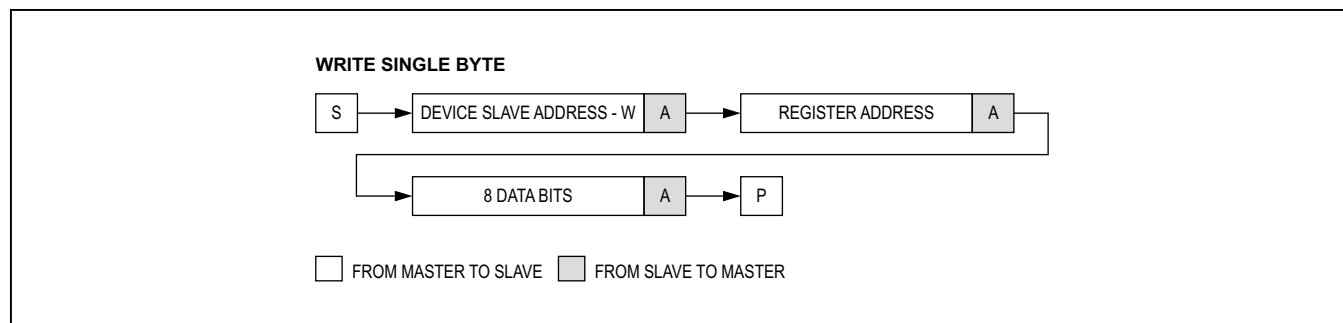 WRITE SINGLE BYTE
S DEVICE SLAVE ADDRESS - W A REGISTER ADDRESS A
8 DATA BITS A P
FROM MASTER TO SLAVE FROM SLAVE TO MASTER